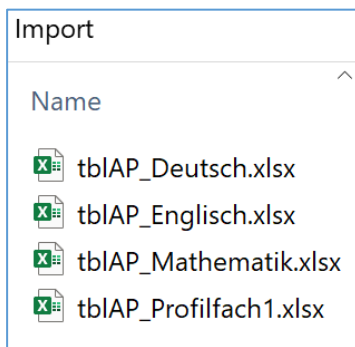 Import
Name
tblAP_Deutsch.xlsx
tblAP_Englisch.xlsx
tblAP_Mathematik.xlsx
tblAP_Profilfach1.xlsx